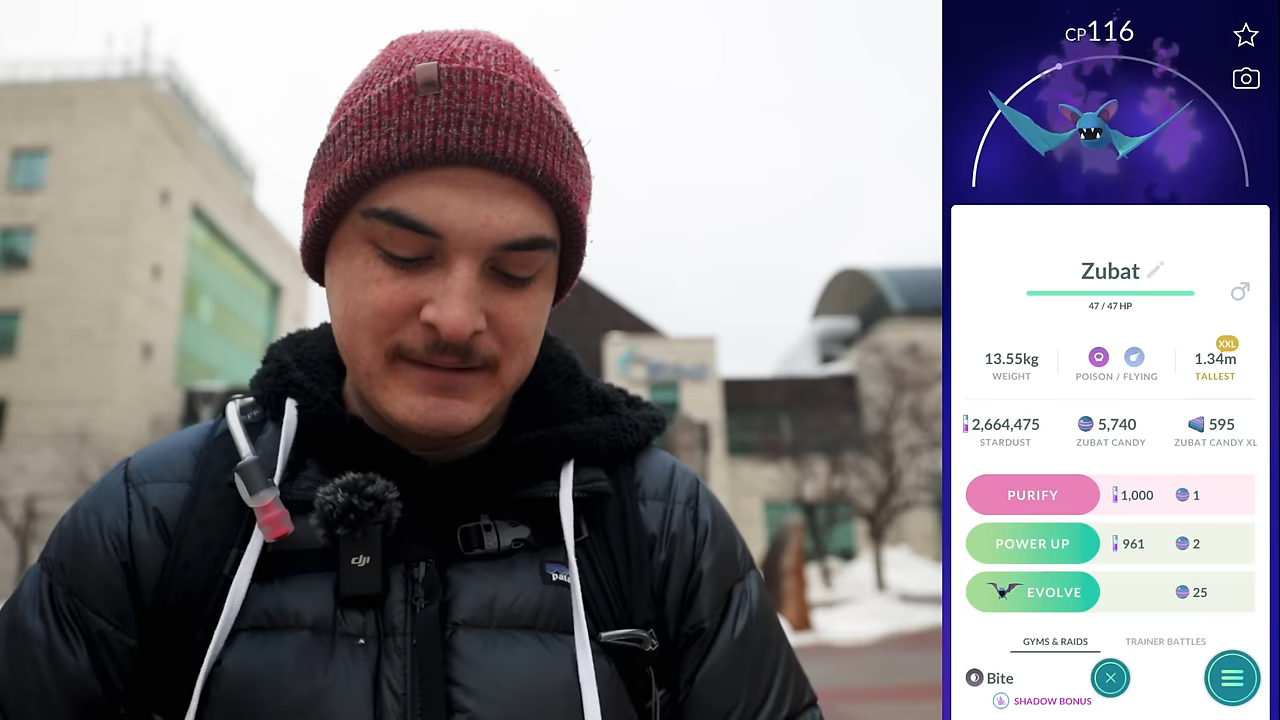 CP116
Zubat
47 / 47 HP
XXL
13.55kg
1.34m
WEIGHT
POISON / FLYING
TALLEST
2,664,475
5,740
595
STARDUST
ZUBAT CANDY
ZUBAT CANDY XL
PURIFY
1,000
1
POWER UP
961
2
EVOLVE
25
GYMS & RAIDS
TRAINER BATTLES
Bite
SHADOW BONUS
dji